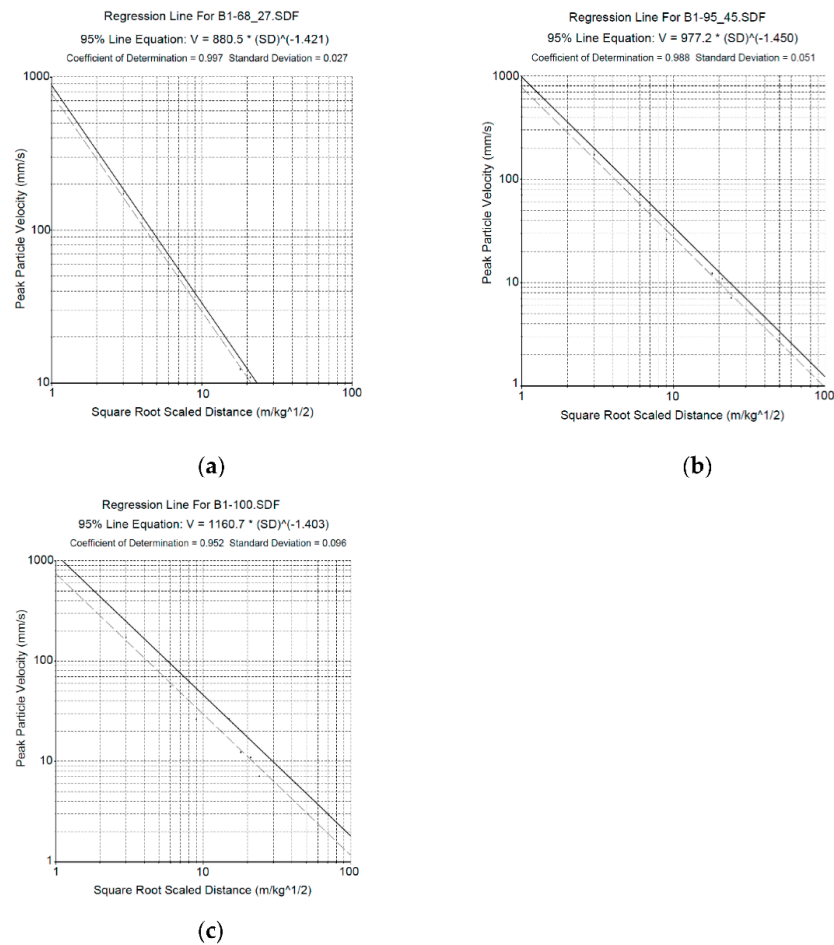 Regression Line For B1-68_27.SDF
95% Line Equation: V = 880.5 * (SD)^(-1.421)
Coefficient of Determination = 0.997 Standard Deviation = 0.027
1000
100
10
Peak Particle Velocity (mm/s)
1 10 100
Square Root Scaled Distance (m/kg^1/2)
(a)
Regression Line For B1-95_45.SDF
95% Line Equation: V = 977.2 * (SD)^(-1.450)
Coefficient of Determination = 0.988 Standard Deviation = 0.051
1000
100
10
1
Peak Particle Velocity (mm/s)
1 10 100
Square Root Scaled Distance (m/kg^1/2)
(b)
Regression Line For B1-100.SDF
95% Line Equation: V = 1160.7 * (SD)^(-1.403)
Coefficient of Determination = 0.952 Standard Deviation = 0.096
1000
100
10
1
Peak Particle Velocity (mm/s)
1 10 100
Square Root Scaled Distance (m/kg^1/2)
(c)